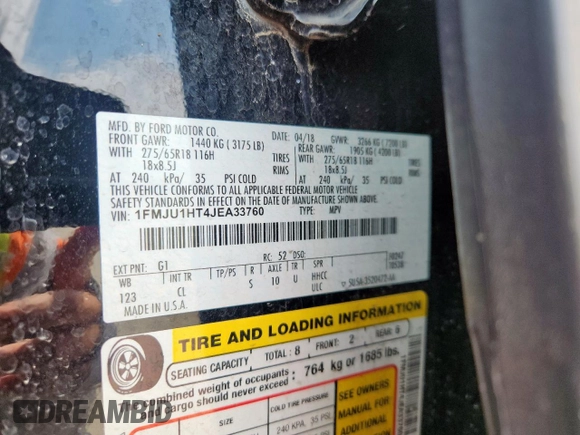 MFD. BY FORD MOTOR CO.
FRONT GAWR: 1440 KG ( 3175 LB)
WITH 275/65R18 116H TIRES
18x8.5J RIMS
AT 240 kPa/ 35 PSI COLD
04/18 GVWR: 3266 KG ( 7200 LB)
REAR GAWR: 1905 KG ( 4200 LB)
WITH 275/65R18 116H TIRES
18x8.5J RIMS
AT 240 kPa/ 35 PSI COLD
THIS VEHICLE CONFORMS TO ALL APPLICABLE FEDERAL MOTOR VEHICLE
SAFETY STANDARDS IN EFFECT ON THE DATE OF MANUFACTURE SHOWN ABOVE.
VIN: 1FMJU1HT4JEA33760 TYPE: MPV
EXT PNT: G1 RC: 52 DSO:
WB INT TR TP/PS R AXLE TR
123 CL S 10 U HHCC
ULC
MADE IN U.S.A.
TIRE AND LOADING INFORMATION
SEATING CAPACITY TOTAL: 8 FRONT: 2 REAR: 6
combined weight of occupants
and cargo should never exceed 764 kg or 1685 lbs.
SIZE COLD TIRE PRESSURE
240 KPA, 35 PSI
SEE OWNERS
MANUAL FOR
ADDITIONAL
DREAMBID